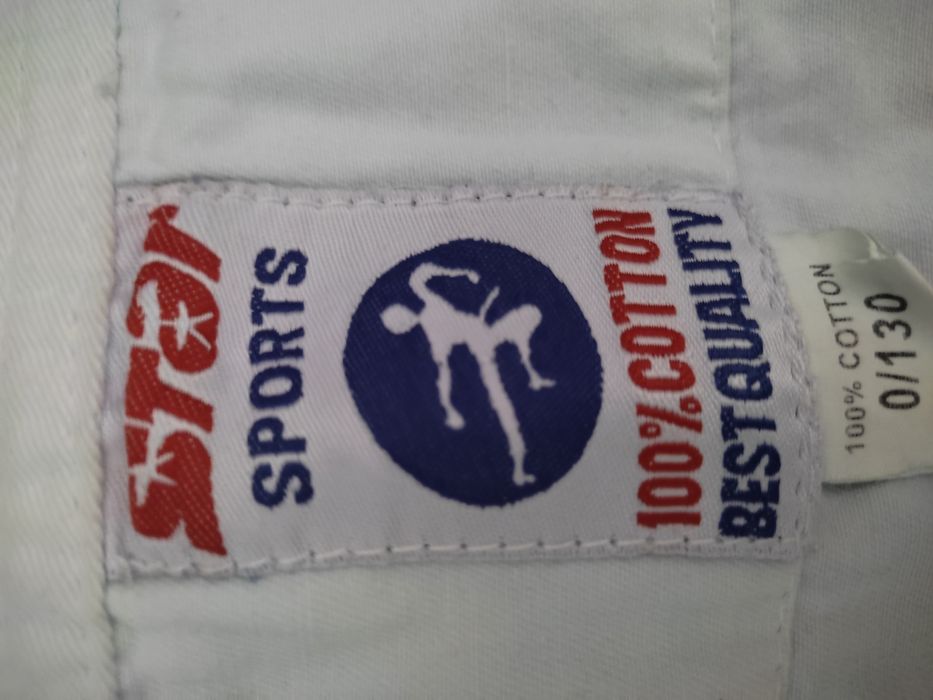 Star
SPORTS
100% COTTON
BEST QUALITY
100% COTTON
0/130